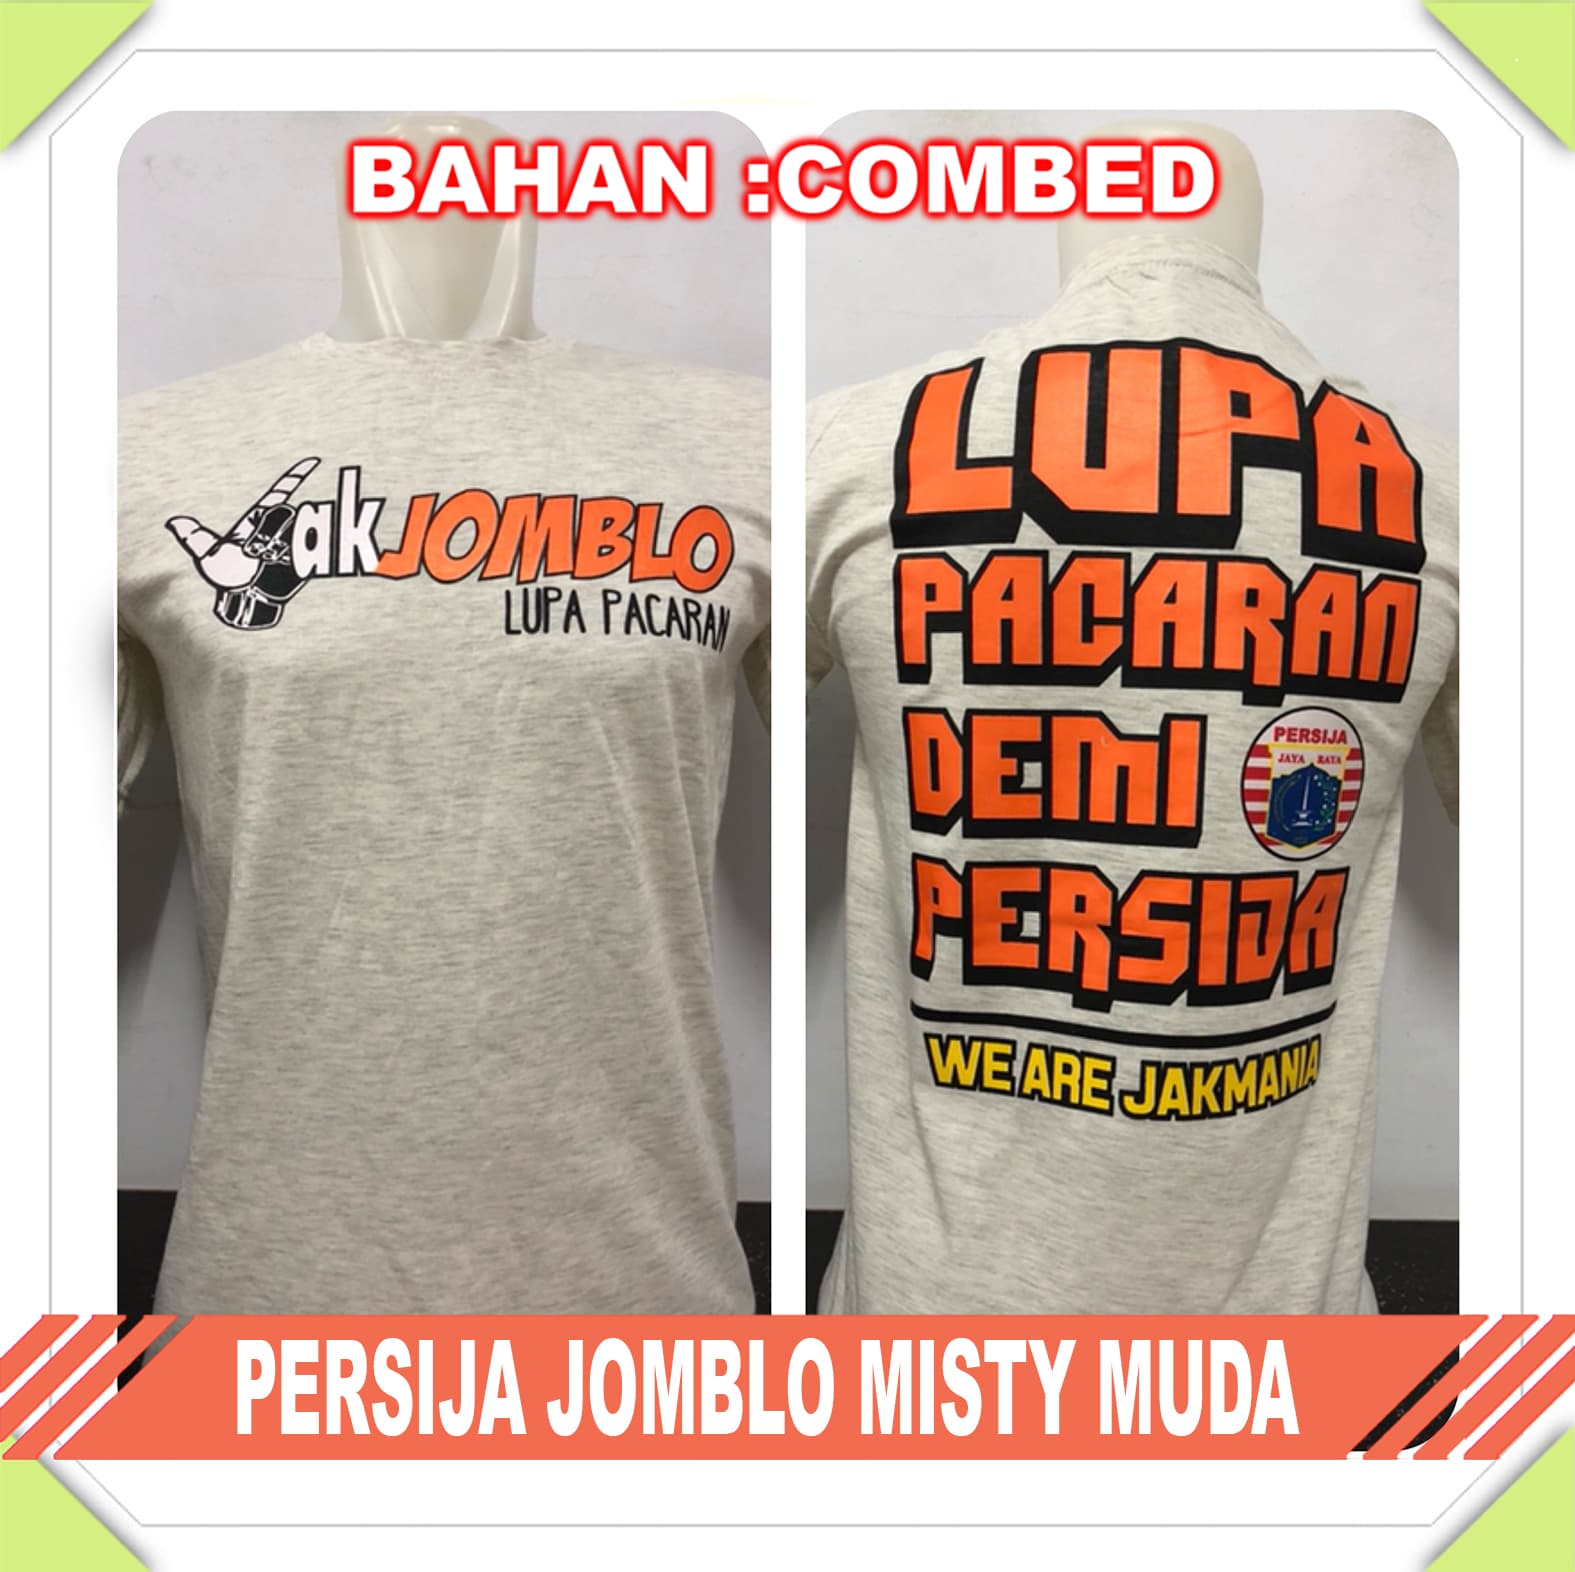 BAHAN :COMBED
JakJOMBLO
LUPA PACARAN
LUPA
PACARAN
DEMI
PERSIJA
JAYA RAYA
PERSIJA
WE ARE JAKMANIA
PERSIJA JOMBLO MISTY MUDA